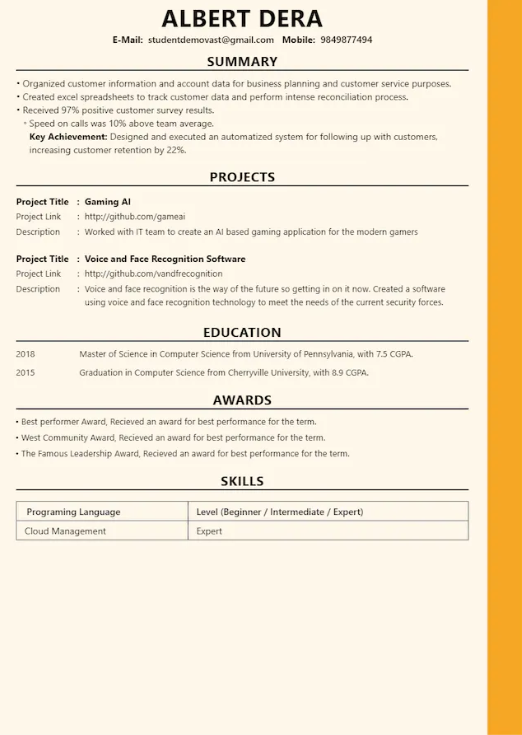 ALBERT DERA
E-Mail: studentdemovast@gmail.com Mobile: 9849877494
SUMMARY
• Organized customer information and account data for business planning and customer service purposes.
• Created excel spreadsheets to track customer data and perform intense reconciliation process.
• Received 97% positive customer survey results.
◦ Speed on calls was 10% above team average.
Key Achievement: Designed and executed an automatized system for following up with customers,
increasing customer retention by 22%.
PROJECTS
Project Title : Gaming AI
Project Link : http://github.com/gameai
Description : Worked with IT team to create an AI based gaming application for the modern gamers
Project Title : Voice and Face Recognition Software
Project Link : http://github.com/vandfrecognition
Description : Voice and face recognition is the way of the future so getting in on it now. Created a software
using voice and face recognition technology to meet the needs of the current security forces.
EDUCATION
2018 Master of Science in Computer Science from University of Pennsylvania, with 7.5 CGPA.
2015 Graduation in Computer Science from Cherryville University, with 8.9 CGPA.
AWARDS
• Best performer Award, Recieved an award for best performance for the term.
• West Community Award, Recieved an award for best performance for the term.
• The Famous Leadership Award, Recieved an award for best performance for the term.
SKILLS
Programing Language Level (Beginner / Intermediate / Expert)
Cloud Management Expert